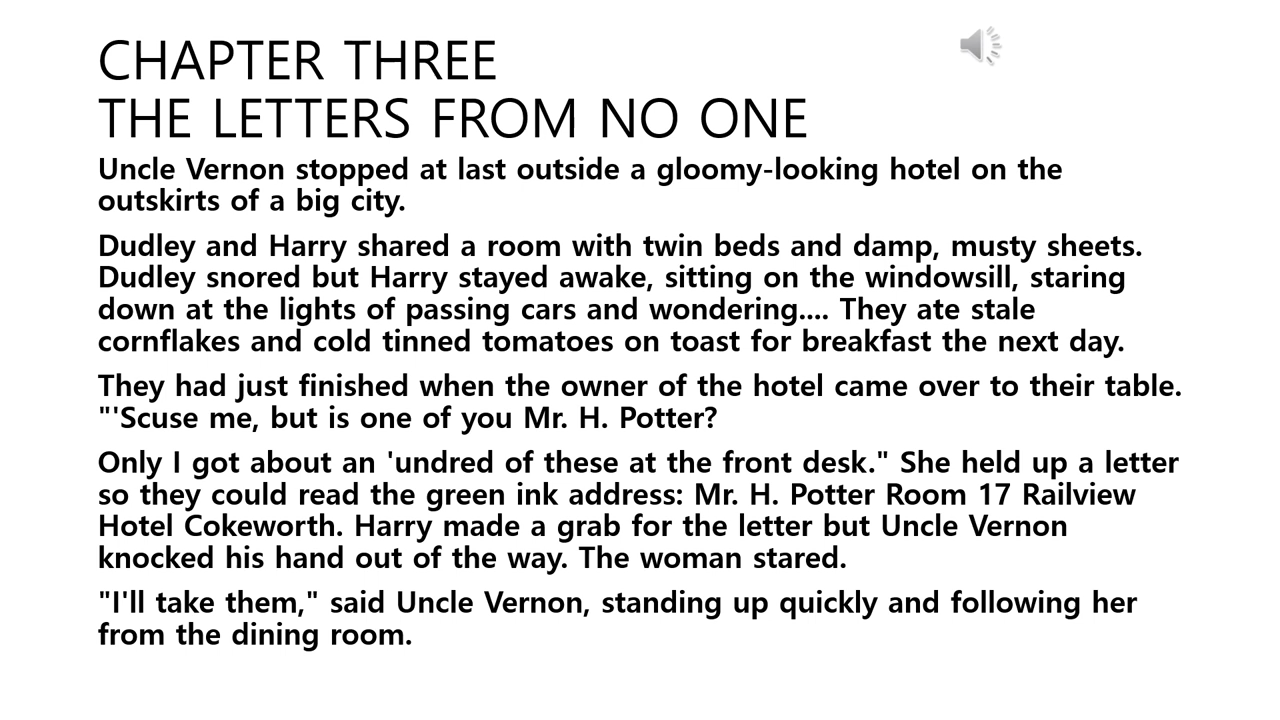 CHAPTER THREE
THE LETTERS FROM NO ONE
Uncle Vernon stopped at last outside a gloomy-looking hotel on the
outskirts of a big city.
Dudley and Harry shared a room with twin beds and damp, musty sheets.
Dudley snored but Harry stayed awake, sitting on the windowsill, staring
down at the lights of passing cars and wondering.... They ate stale
cornflakes and cold tinned tomatoes on toast for breakfast the next day.
They had just finished when the owner of the hotel came over to their table.
"'Scuse me, but is one of you Mr. H. Potter?
Only I got about an 'undred of these at the front desk." She held up a letter
so they could read the green ink address: Mr. H. Potter Room 17 Railview
Hotel Cokeworth. Harry made a grab for the letter but Uncle Vernon
knocked his hand out of the way. The woman stared.
"I'll take them," said Uncle Vernon, standing up quickly and following her
from the dining room.